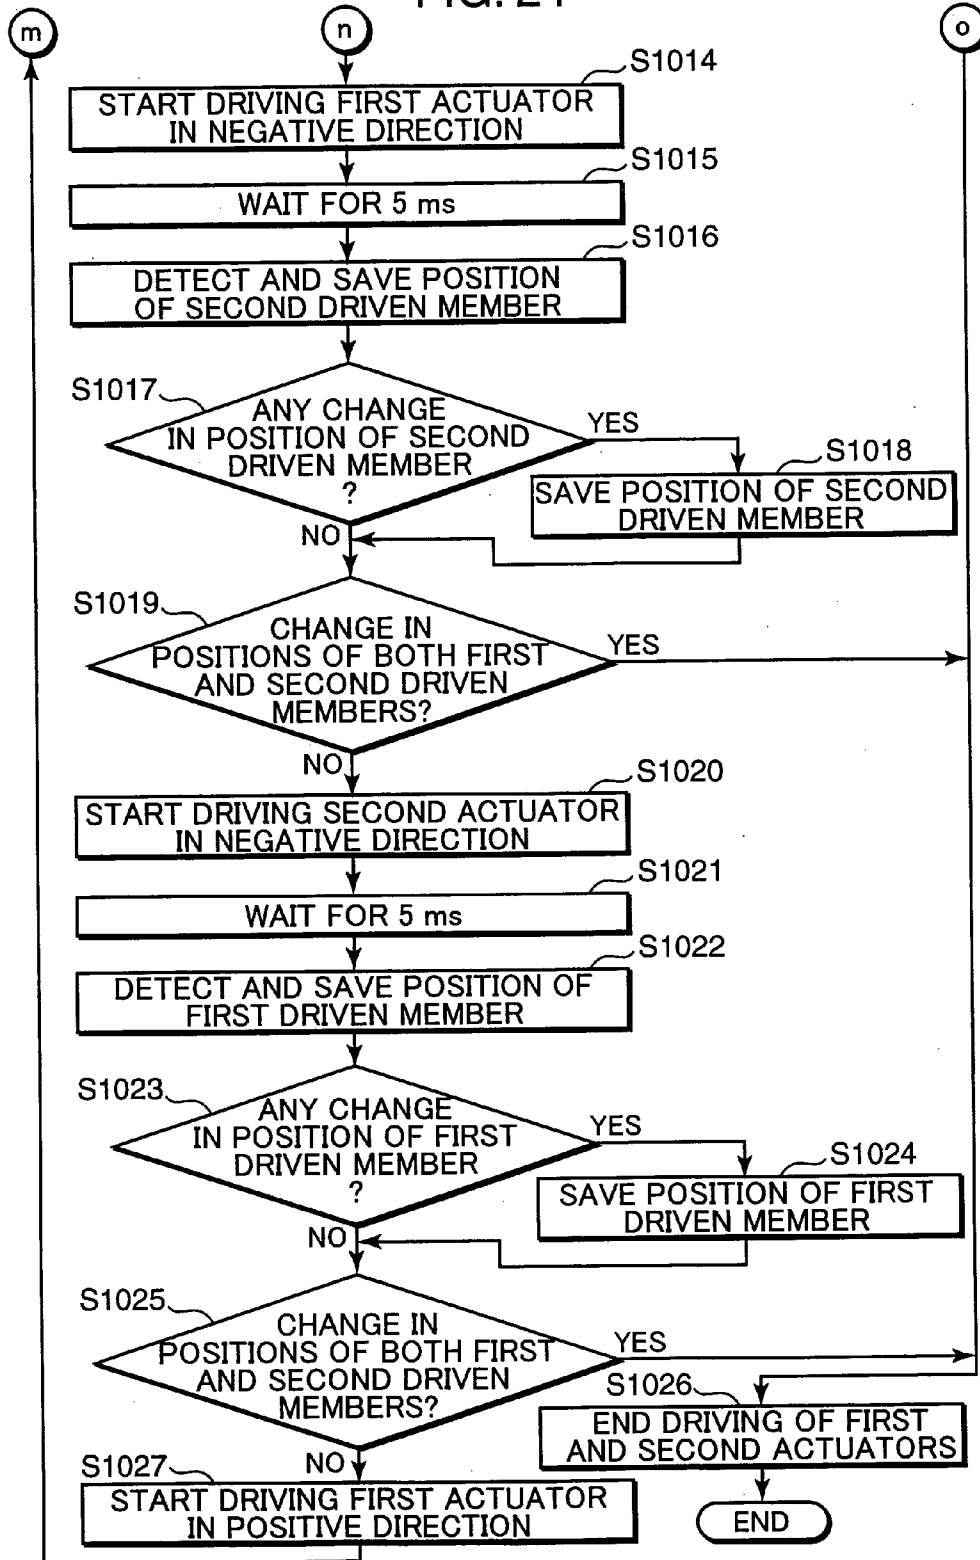 m
n
o
S1014
START DRIVING FIRST ACTUATOR
IN NEGATIVE DIRECTION
S1015
WAIT FOR 5 ms
S1016
DETECT AND SAVE POSITION
OF SECOND DRIVEN MEMBER
S1017
ANY CHANGE
IN POSITION OF SECOND
DRIVEN MEMBER
?
YES
S1018
SAVE POSITION OF SECOND
DRIVEN MEMBER
NO
S1019
CHANGE IN
POSITIONS OF BOTH FIRST
AND SECOND DRIVEN
MEMBERS?
YES
NO
S1020
START DRIVING SECOND ACTUATOR
IN NEGATIVE DIRECTION
S1021
WAIT FOR 5 ms
S1022
DETECT AND SAVE POSITION OF
FIRST DRIVEN MEMBER
S1023
ANY CHANGE
IN POSITION OF FIRST
DRIVEN MEMBER
?
YES
S1024
SAVE POSITION OF FIRST
DRIVEN MEMBER
NO
S1025
CHANGE IN
POSITIONS OF BOTH FIRST
AND SECOND DRIVEN
MEMBERS?
YES
S1026
END DRIVING OF FIRST
AND SECOND ACTUATORS
NO
S1027
START DRIVING FIRST ACTUATOR
IN POSITIVE DIRECTION
END